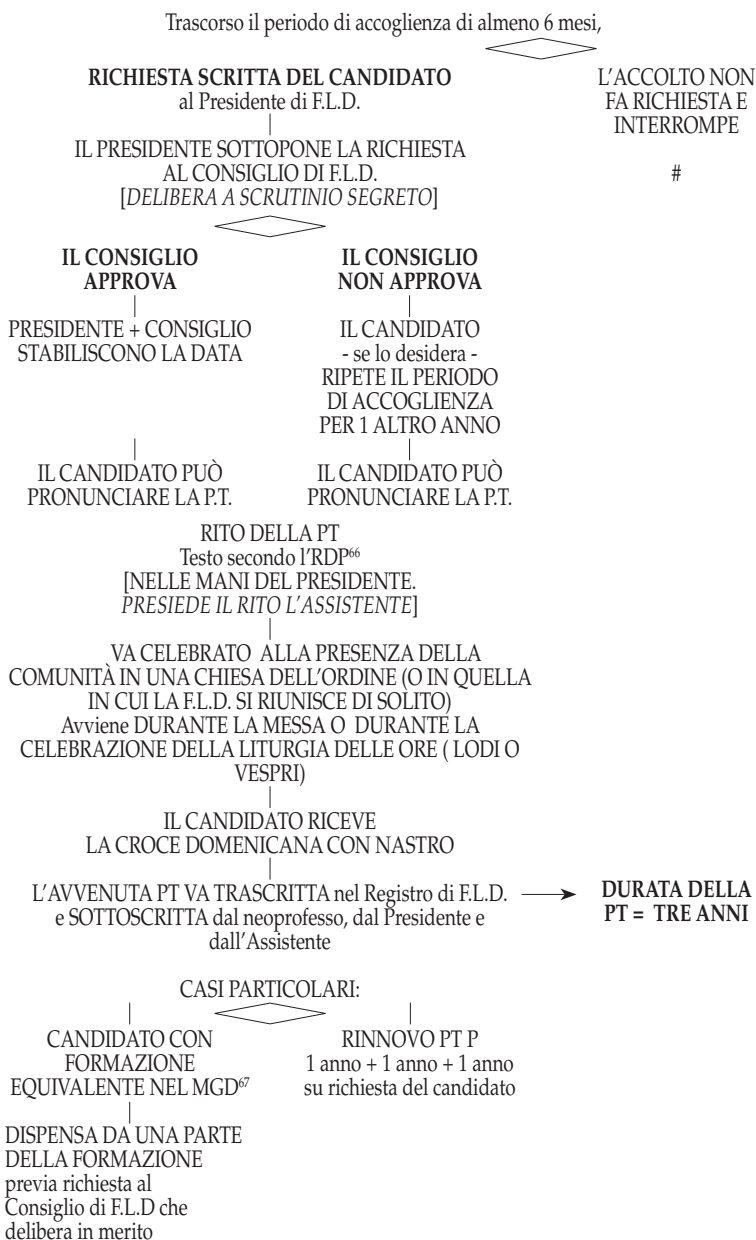 Trascorso il periodo di accoglienza di almeno 6 mesi,
RICHIESTA SCRITTA DEL CANDIDATO
al Presidente di F.L.D.
L'ACCOLTO NON
FA RICHIESTA E
INTERROMPE
#
IL PRESIDENTE SOTTOPONE LA RICHIESTA
AL CONSIGLIO DI F.L.D.
[DELIBERA A SCRUTINIO SEGRETO]
IL CONSIGLIO
APPROVA
PRESIDENTE + CONSIGLIO
STABILISCONO LA DATA
IL CANDIDATO PUÒ
PRONUNCIARE LA P.T.
IL CONSIGLIO
NON APPROVA
IL CANDIDATO
- se lo desidera -
RIPETE IL PERIODO
DI ACCOGLIENZA
PER 1 ALTRO ANNO
IL CANDIDATO PUÒ
PRONUNCIARE LA P.T.
RITO DELLA PT
Testo secondo l'RDP⁶⁶
[NELLE MANI DEL PRESIDENTE.
PRESIEDE IL RITO L'ASSISTENTE]
VA CELEBRATO ALLA PRESENZA DELLA
COMUNITÀ IN UNA CHIESA DELL'ORDINE (O IN QUELLA
IN CUI LA F.L.D. SI RIUNISCE DI SOLITO)
Avviene DURANTE LA MESSA O DURANTE LA
CELEBRAZIONE DELLA LITURGIA DELLE ORE ( LODI O
VESPRI)
IL CANDIDATO RICEVE
LA CROCE DOMENICANA CON NASTRO
L'AVVENUTA PT VA TRASCRITTA nel Registro di F.L.D.
e SOTTOSCRITTA dal neoprofesso, dal Presidente e
dall'Assistente
DURATA DELLA
PT = TRE ANNI
CASI PARTICOLARI:
CANDIDATO CON
FORMAZIONE
EQUIVALENTE NEL MGD⁶⁷
DISPENSA DA UNA PARTE
DELLA FORMAZIONE
previa richiesta al
Consiglio di F.L.D che
delibera in merito
RINNOVO PT P
1 anno + 1 anno + 1 anno
su richiesta del candidato